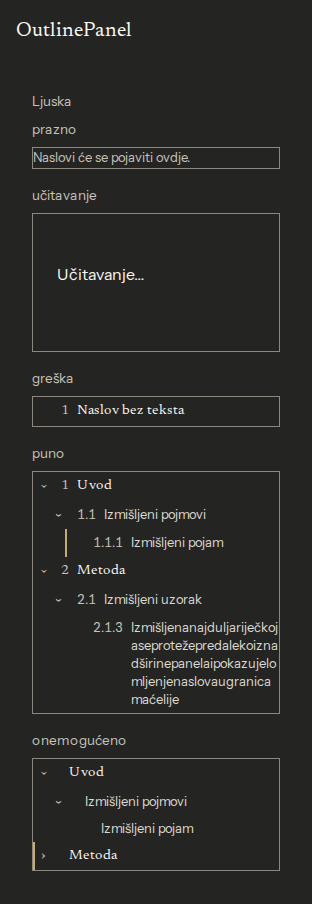 OutlinePanel
Ljuska
prazno
Naslovi će se pojaviti ovdje.
učitavanje
Učitavanje...
greška
1 Naslov bez teksta
puno
1 Uvod
1.1 Izmišljeni pojmovi
1.1.1 Izmišljeni pojam
2 Metoda
2.1 Izmišljeni uzorak
2.1.3 Izmišljenanajduljariječkoj
aseprotežepredalekoizna
dširinepanelaipokazujelo
mljenjenaslovaugranica
maćelije
onemogućeno
Uvod
Izmišljeni pojmovi
Izmišljeni pojam
Metoda